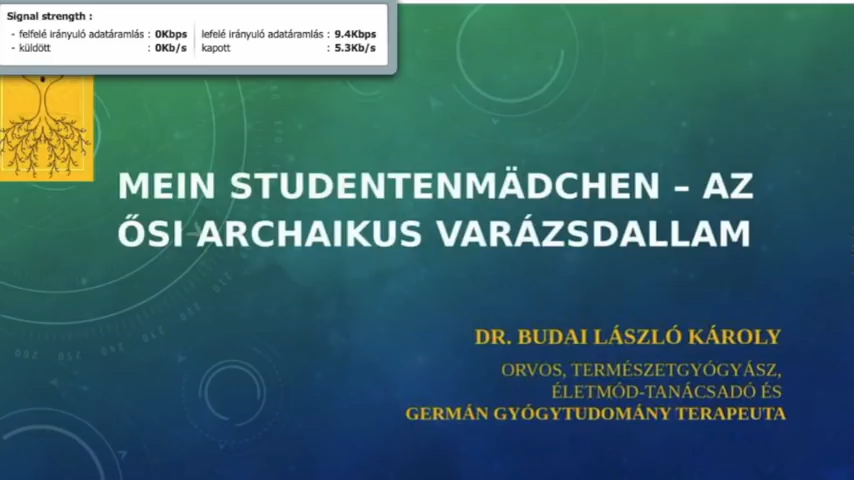 Signal strength :
- felfelé irányuló adatáramlás : 0Kbps lefelé irányuló adatáramlás : 9.4Kbps
- küldött : 0Kb/s kapott : 5.3Kb/s
MEIN STUDENTENMÄDCHEN – AZ
ŐSI ARCHAIKUS VARÁZSDALLAM
DR. BUDAI LÁSZLÓ KÁROLY
ORVOS, TERMÉSZETGYÓGYÁSZ,
ÉLETMÓD-TANÁCSADÓ ÉS
GERMÁN GYÓGYTUDOMÁNY TERAPEUTA